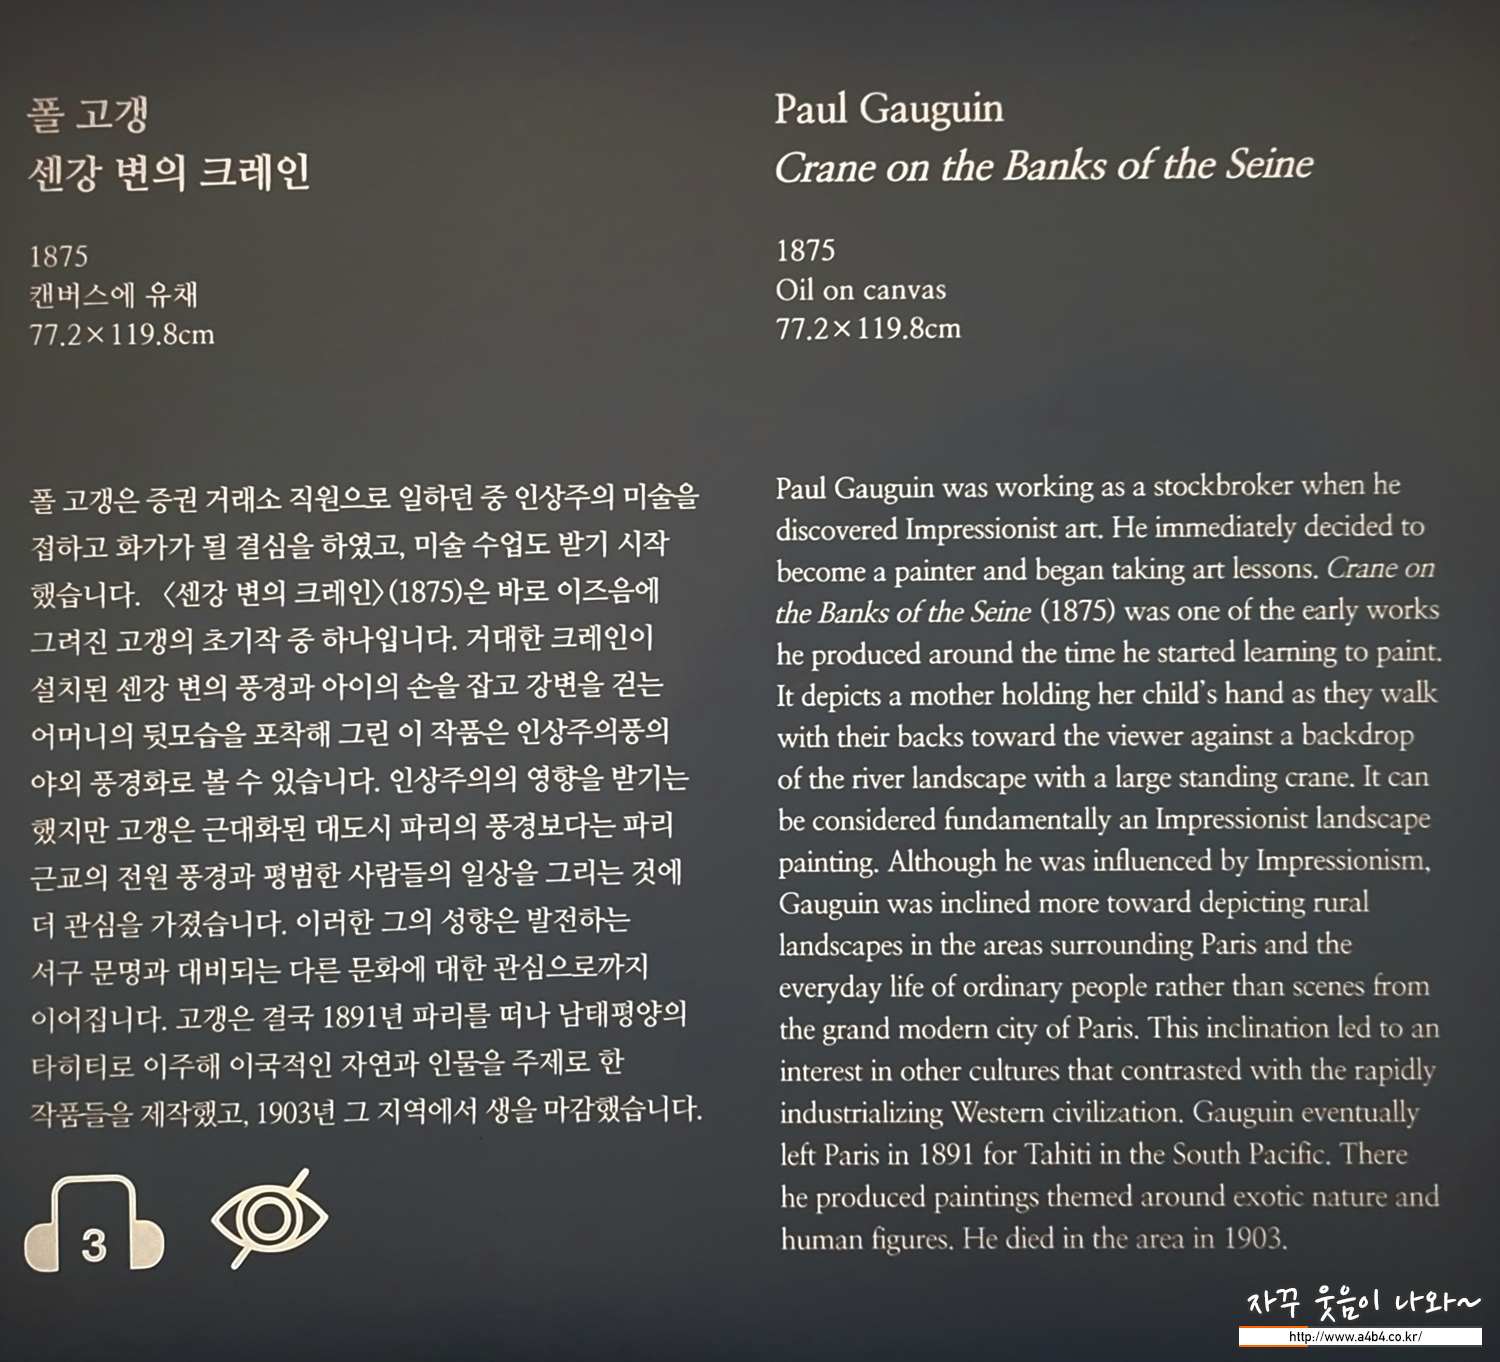 폴 고갱
센강 변의 크레인
1875
캔버스에 유채
77.2×119.8cm
폴 고갱은 증권 거래소 직원으로 일하던 중 인상주의 미술을
접하고 화가가 될 결심을 하였고, 미술 수업도 받기 시작
했습니다. 〈센강 변의 크레인〉(1875)은 바로 이즈음에
그려진 고갱의 초기작 중 하나입니다. 거대한 크레인이
설치된 센강 변의 풍경과 아이의 손을 잡고 강변을 걷는
어머니의 뒷모습을 포착해 그린 이 작품은 인상주의풍의
야외 풍경화로 볼 수 있습니다. 인상주의의 영향을 받기는
했지만 고갱은 근대화된 대도시 파리의 풍경보다는 파리
근교의 전원 풍경과 평범한 사람들의 일상을 그리는 것에
더 관심을 가졌습니다. 이러한 그의 성향은 발전하는
서구 문명과 대비되는 다른 문화에 대한 관심으로까지
이어집니다. 고갱은 결국 1891년 파리를 떠나 남태평양의
타히티로 이주해 이국적인 자연과 인물을 주제로 한
작품들을 제작했고, 1903년 그 지역에서 생을 마감했습니다.
3
Paul Gauguin
Crane on the Banks of the Seine
1875
Oil on canvas
77.2×119.8cm
Paul Gauguin was working as a stockbroker when he
discovered Impressionist art. He immediately decided to
become a painter and began taking art lessons. Crane on
the Banks of the Seine (1875) was one of the early works
he produced around the time he started learning to paint.
It depicts a mother holding her child's hand as they walk
with their backs toward the viewer against a backdrop
of the river landscape with a large standing crane. It can
be considered fundamentally an Impressionist landscape
painting. Although he was influenced by Impressionism,
Gauguin was inclined more toward depicting rural
landscapes in the areas surrounding Paris and the
everyday life of ordinary people rather than scenes from
the grand modern city of Paris. This inclination led to an
interest in other cultures that contrasted with the rapidly
industrializing Western civilization. Gauguin eventually
left Paris in 1891 for Tahiti in the South Pacific. There
he produced paintings themed around exotic nature and
human figures. He died in the area in 1903.
자꾸 웃음이 나와~
http://www.a4b4.co.kr/